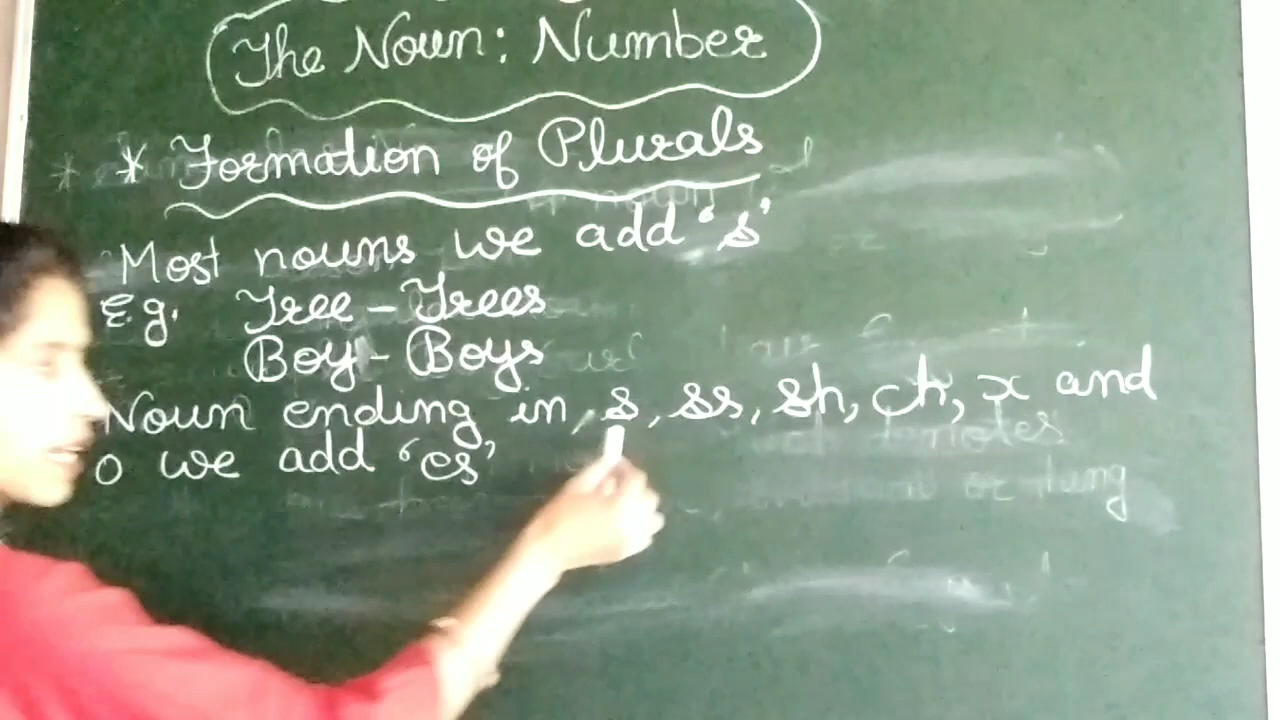 The Noun: Number
* Formation of Plurals
Most nouns we add 's'
E.g. Tree - Trees
Boy - Boys
Noun ending in, s, ss, sh, ch, x and
o we add 'es'